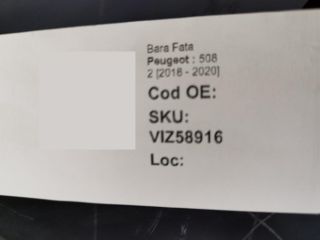 Bara Fata
Peugeot : 508
2 [2018 - 2020]
Cod OE:
SKU:
VIZ58916
Loc: